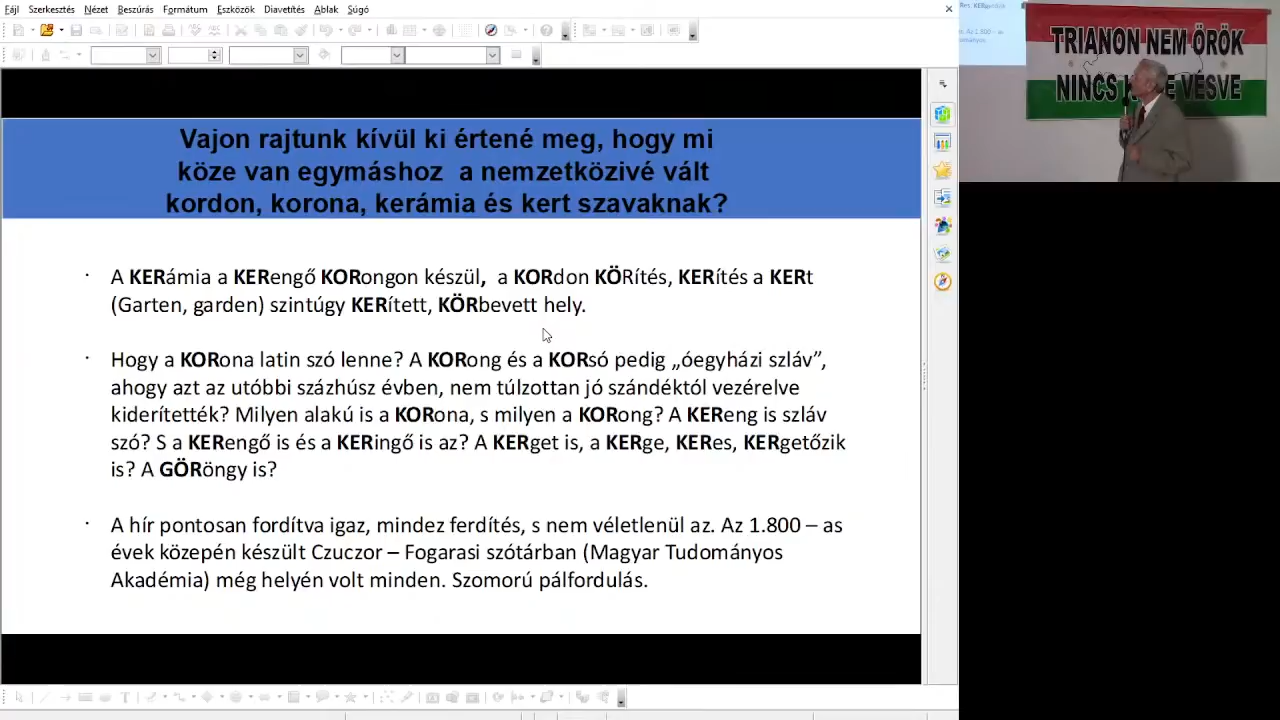 Fájl Szerkesztés Nézet Beszúrás Formátum Eszközök Diavetítés Ablak Súgó
Vajon rajtunk kívül ki értené meg, hogy mi
köze van egymáshoz a nemzetközivé vált
kordon, korona, kerámia és kert szavaknak?
· A KERámia a KERengő KORongon készül, a KORdon KÖRítés, KERítés a KERt
(Garten, garden) szintúgy KERített, KÖRbevett hely.
· Hogy a KORona latin szó lenne? A KORong és a KORsó pedig „óegyházi szláv”,
ahogy azt az utóbbi százhúsz évben, nem túlzottan jó szándéktól vezérelve
kiderítették? Milyen alakú is a KORona, s milyen a KORong? A KEReng is szláv
szó? S a KERengő is és a KERingő is az? A KERget is, a KERge, KERes, KERgetőzik
is? A GÖRöngy is?
· A hír pontosan fordítva igaz, mindez ferdítés, s nem véletlenül az. Az 1.800 – as
évek közepén készült Czuczor – Fogarasi szótárban (Magyar Tudományos
Akadémia) még helyén volt minden. Szomorú pálfordulás.
TRIANON NEM ÖRÖK
NINCS VÉSVE